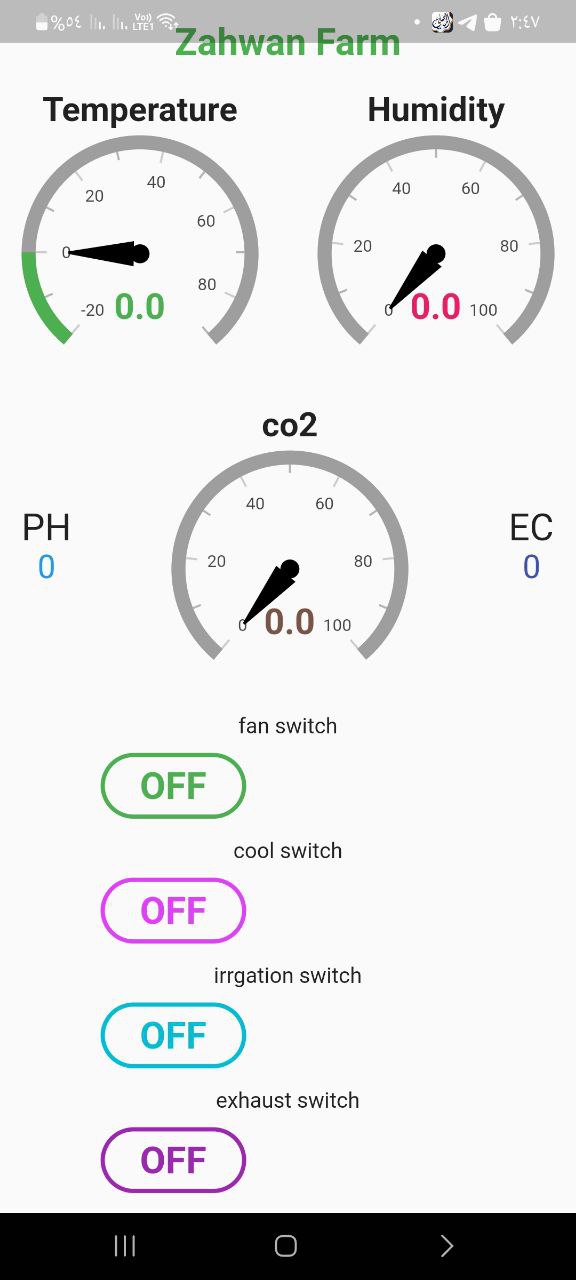 %٥٤ Vo)) LTE1 ٢:٤٧
Zahwan Farm
Temperature Humidity
-20 0 20 40 60 80 0.0
0 20 40 60 80 100 0.0
co2
0 20 40 60 80 100 0.0
PH EC
0 0
fan switch
OFF
cool switch
OFF
irrgation switch
OFF
exhaust switch
OFF